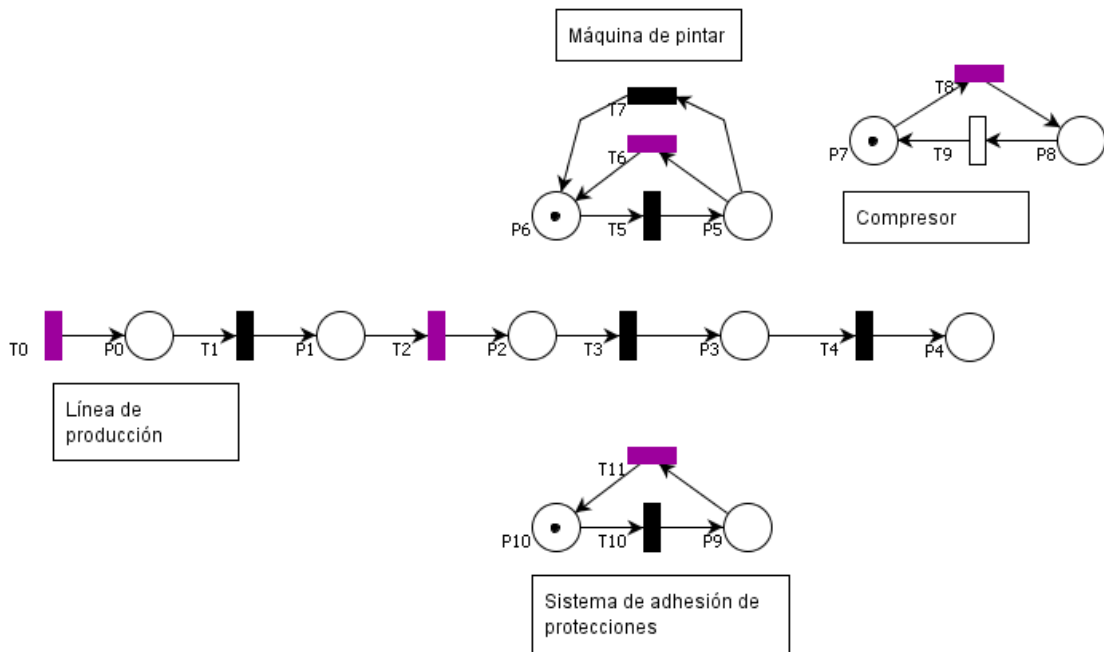 Máquina de pintar
T8
T7
T6
P7
T9
P8
P6
T5
P5
Compresor
T0
P0
T1
P1
T2
P2
T3
P3
T4
P4
Línea de
producción
T11
P10
T10
P9
Sistema de adhesión de
protecciones